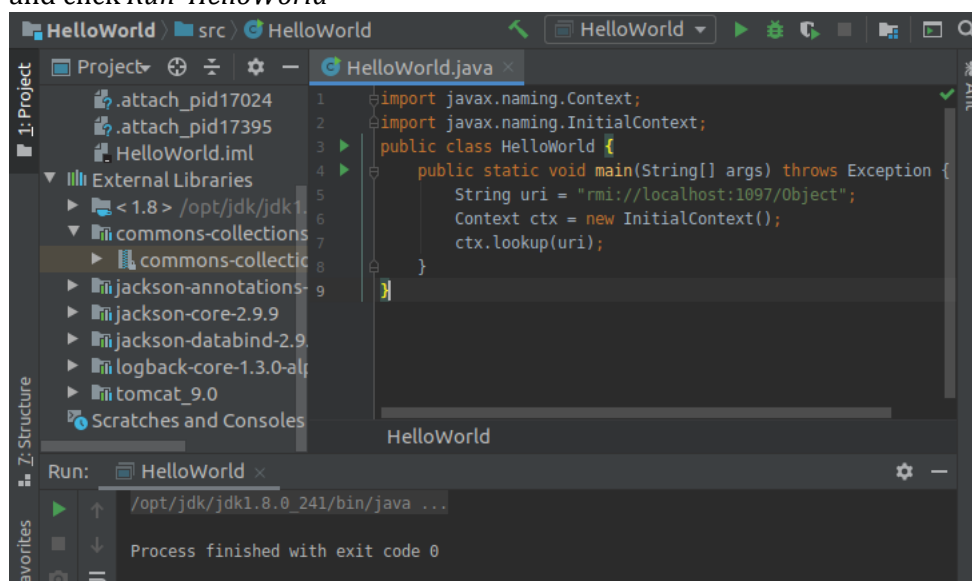 and click Run 'HelloWorld'
HelloWorld src HelloWorld HelloWorld
1: Project Project HelloWorld.java
.attach_pid17024
.attach_pid17395
HelloWorld.iml
External Libraries
< 1.8 > /opt/jdk/jdk1.
commons-collections
commons-collectic
jackson-annotations-
jackson-core-2.9.9
jackson-databind-2.9.
logback-core-1.3.0-alp
tomcat_9.0
Scratches and Consoles
1 import javax.naming.Context;
2 import javax.naming.InitialContext;
3 public class HelloWorld {
4 public static void main(String[] args) throws Exception {
5 String uri = "rmi://localhost:1097/Object";
6 Context ctx = new InitialContext();
7 ctx.lookup(uri);
8 }
9 }
HelloWorld
7: Structure
Run: HelloWorld
/opt/jdk/jdk1.8.0_241/bin/java ...
Process finished with exit code 0
avorites